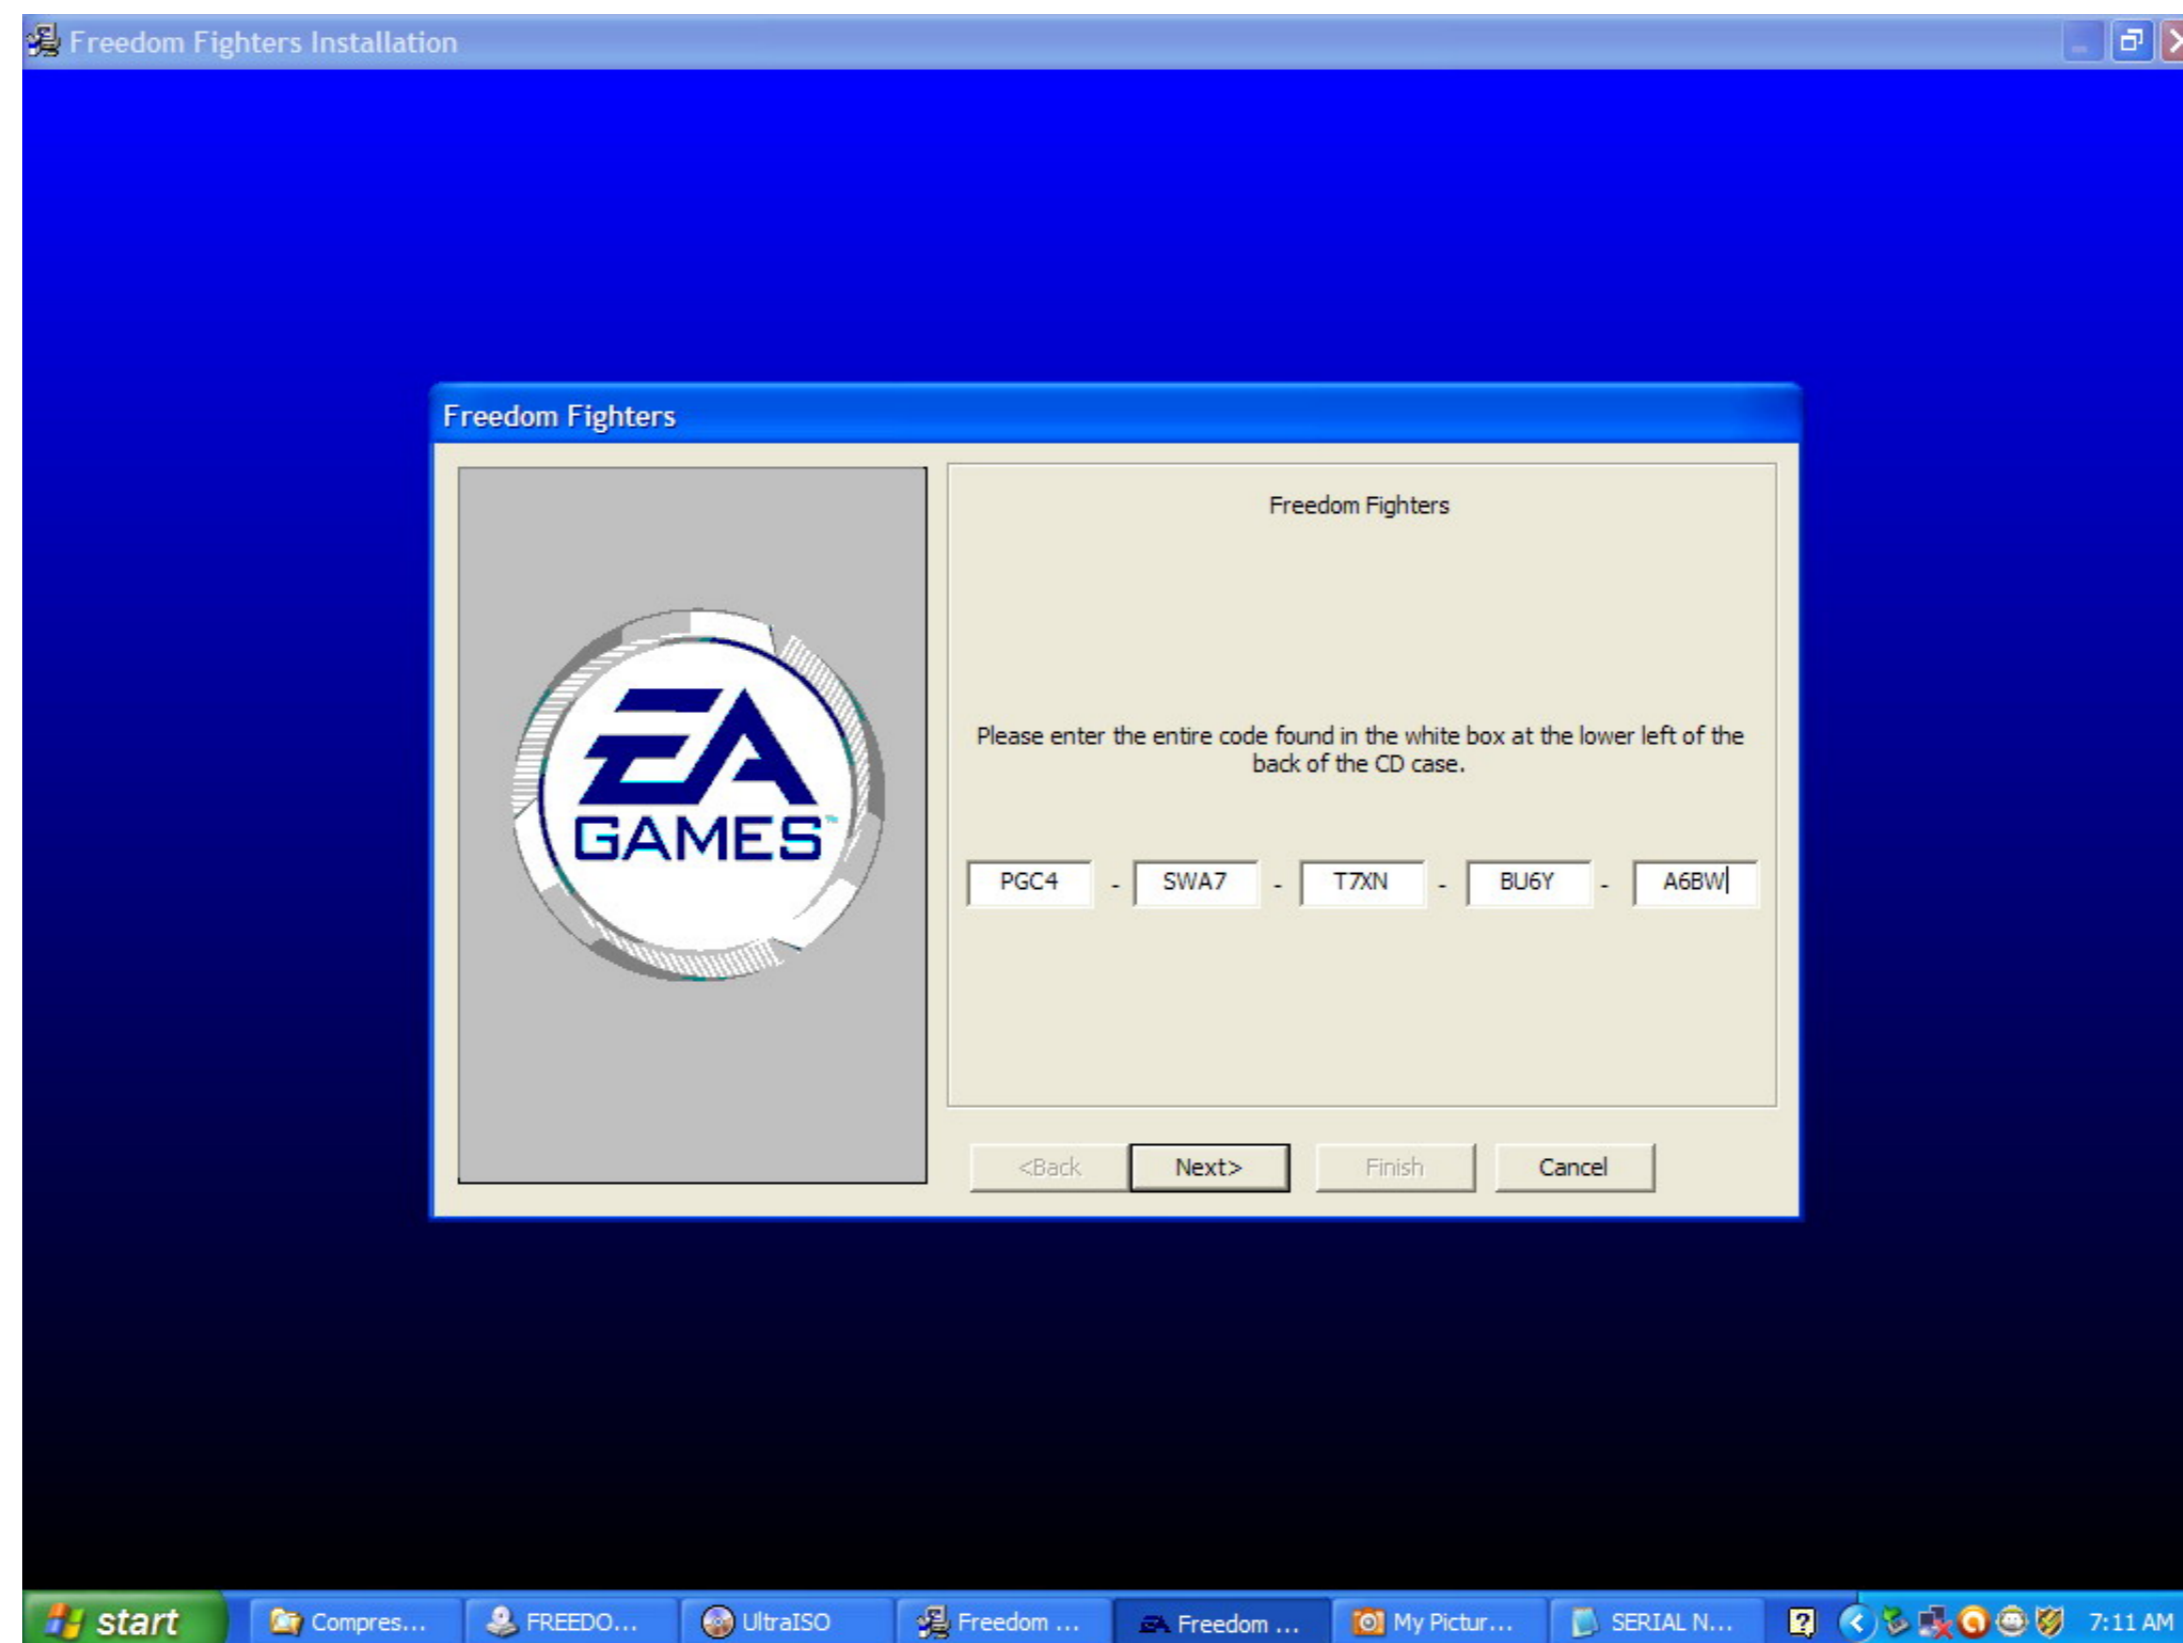 Freedom Fighters Installation
Freedom Fighters
Freedom Fighters
EA
GAMES™
Please enter the entire code found in the white box at the lower left of the
back of the CD case.
PGC4 - SWA7 - T7XN - BU6Y - A6BW
<Back Next> Finish Cancel
start Compres... FREEDO... UltraISO Freedom ... Freedom ... My Pictur... SERIAL N... 7:11 AM